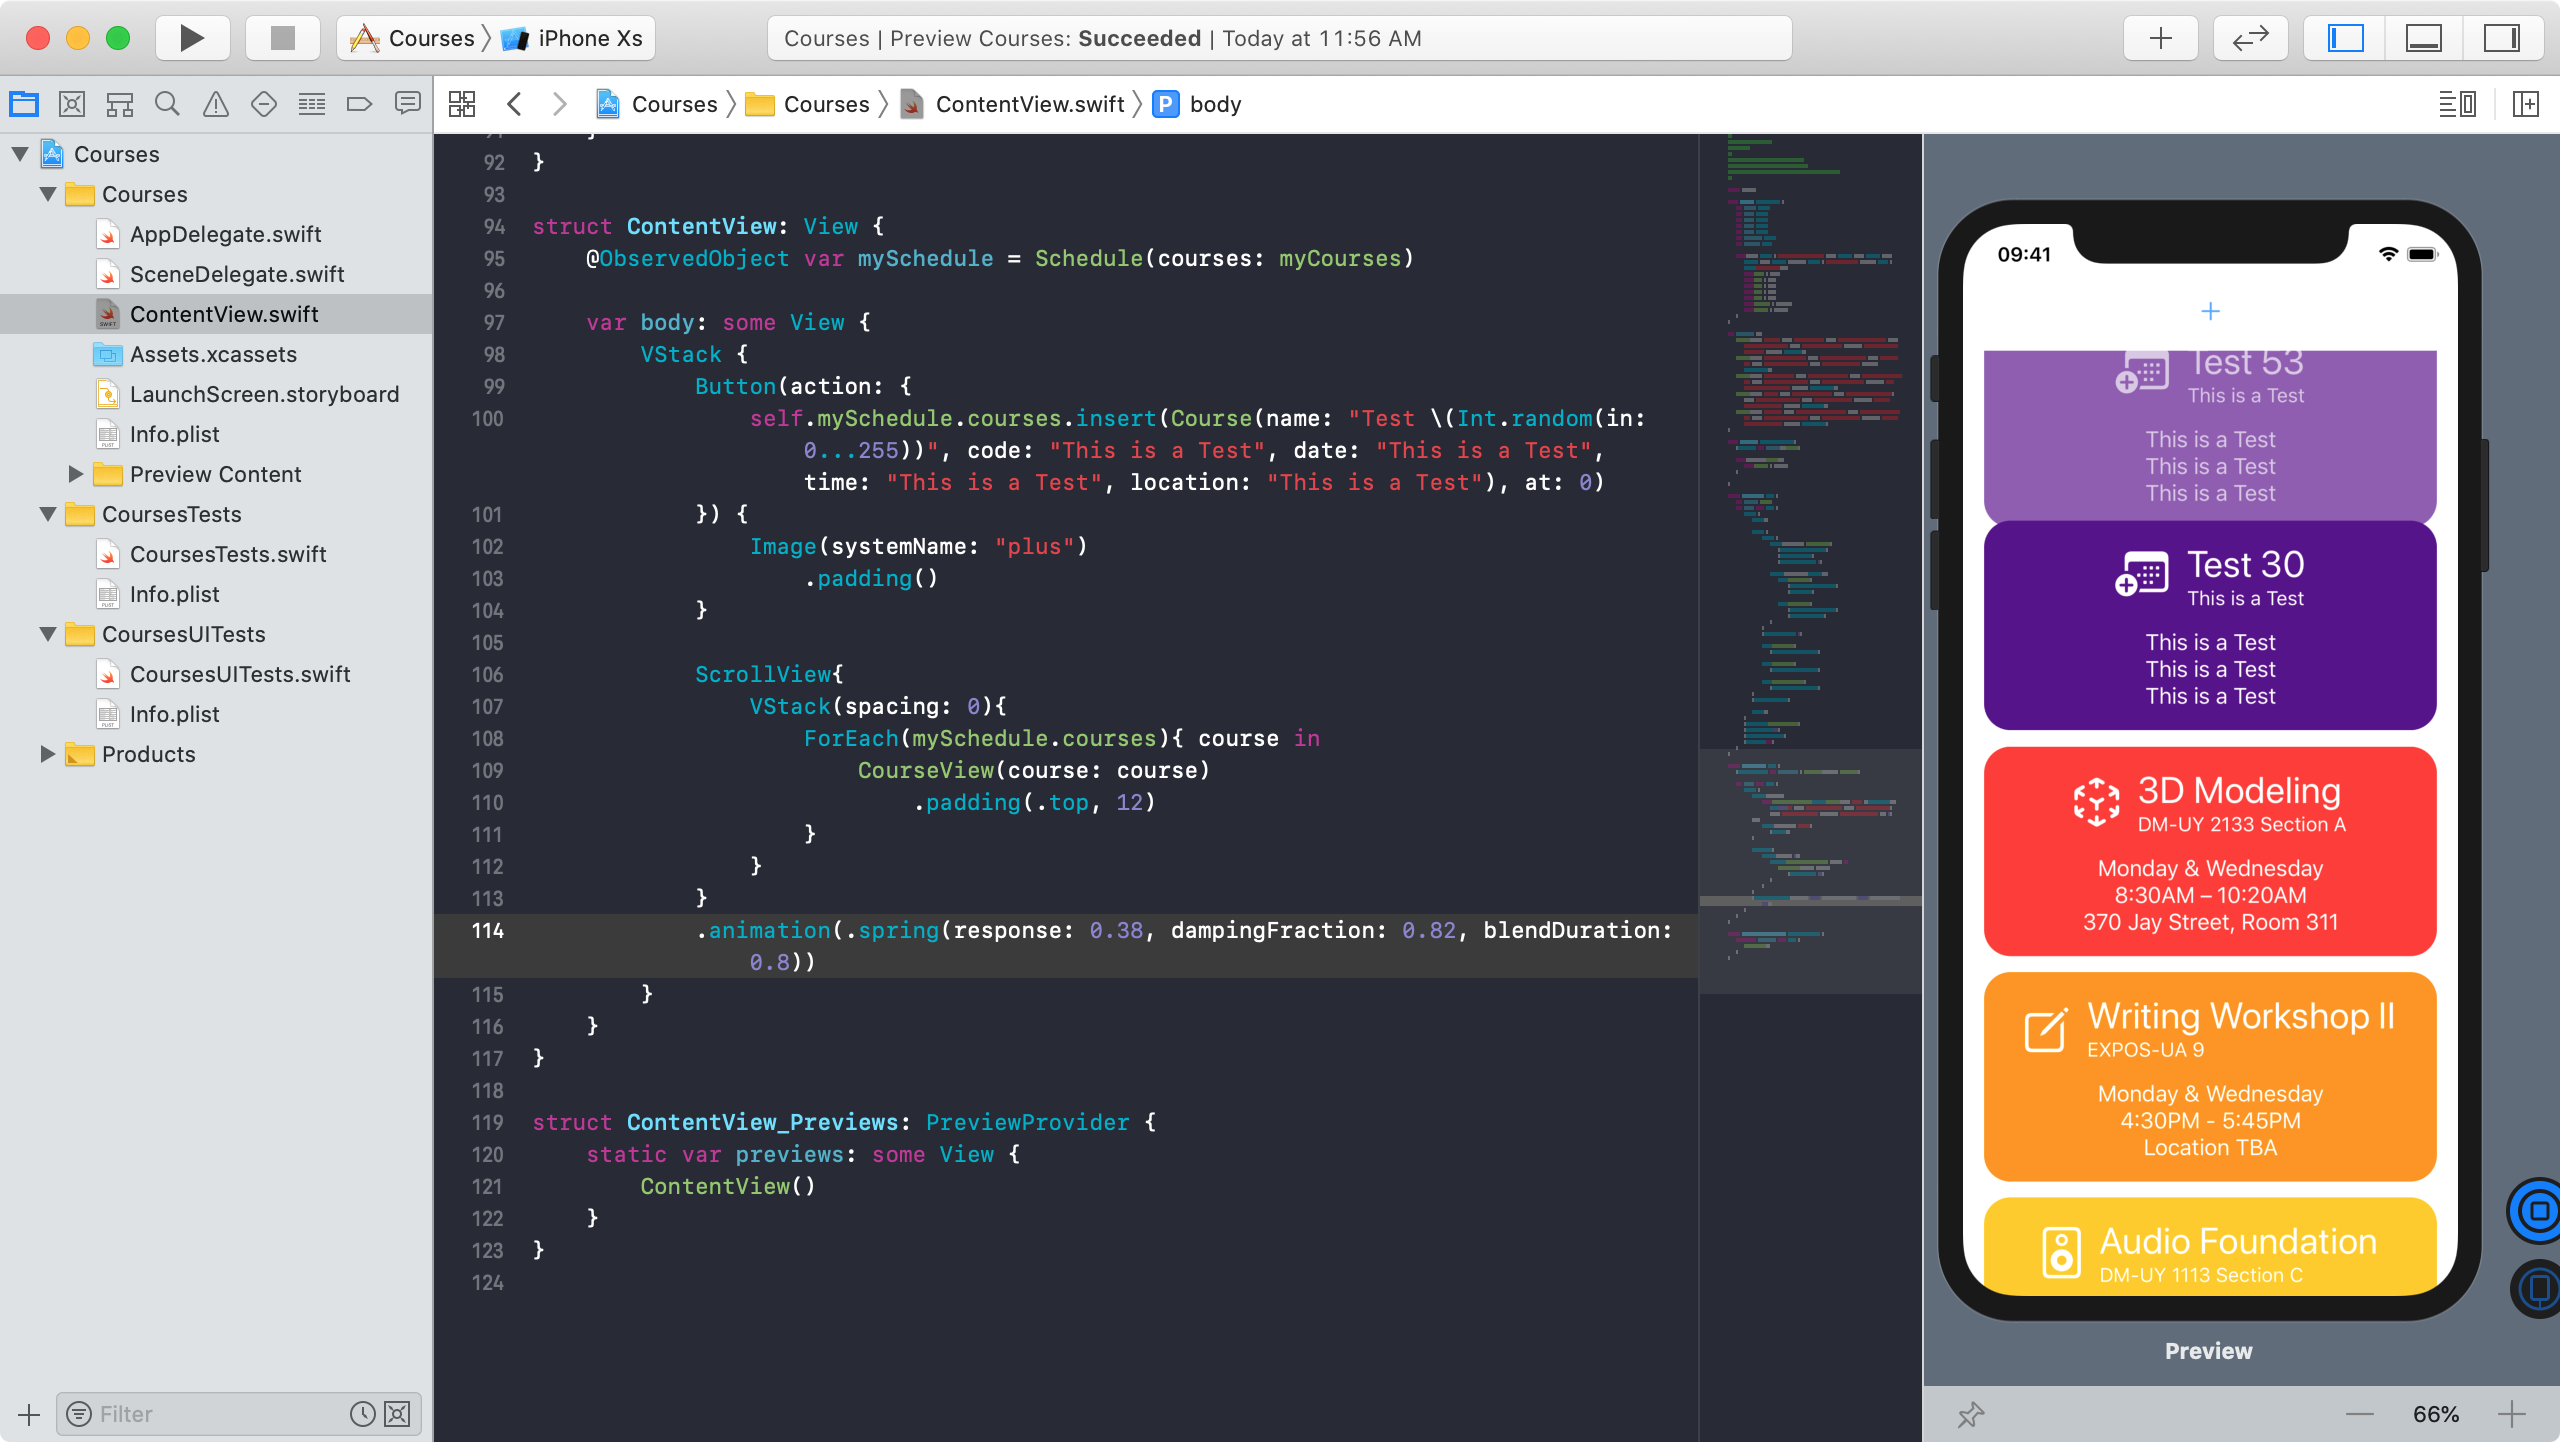 Courses
iPhone Xs
Courses | Preview Courses: Succeeded | Today at 11:56 AM
Courses
Courses
ContentView.swift
P
body
Courses
Courses
AppDelegate.swift
SceneDelegate.swift
ContentView.swift
Assets.xcassets
LaunchScreen.storyboard
Info.plist
Preview Content
CoursesTests
CoursesTests.swift
Info.plist
CoursesUITests
CoursesUITests.swift
Info.plist
Products
Filter
92 }
93
94 struct ContentView: View {
95 @ObservedObject var mySchedule = Schedule(courses: myCourses)
96
97 var body: some View {
98 VStack {
99 Button(action: {
100 self.mySchedule.courses.insert(Course(name: "Test \(Int.random(in:
0...255))", code: "This is a Test", date: "This is a Test",
time: "This is a Test", location: "This is a Test"), at: 0)
101 }) {
102 Image(systemName: "plus")
103 .padding()
104 }
105
106 ScrollView{
107 VStack(spacing: 0){
108 ForEach(mySchedule.courses){ course in
109 CourseView(course: course)
110 .padding(.top, 12)
111 }
112 }
113 }
114 .animation(.spring(response: 0.38, dampingFraction: 0.82, blendDuration:
0.8))
115 }
116 }
117 }
118
119 struct ContentView_Previews: PreviewProvider {
120 static var previews: some View {
121 ContentView()
122 }
123 }
124
09:41
+
Test 53
This is a Test
This is a Test
This is a Test
This is a Test
Test 30
This is a Test
This is a Test
This is a Test
This is a Test
3D Modeling
DM-UY 2133 Section A
Monday & Wednesday
8:30AM – 10:20AM
370 Jay Street, Room 311
Writing Workshop II
EXPOS-UA 9
Monday & Wednesday
4:30PM - 5:45PM
Location TBA
Audio Foundation
DM-UY 1113 Section C
Preview
66%